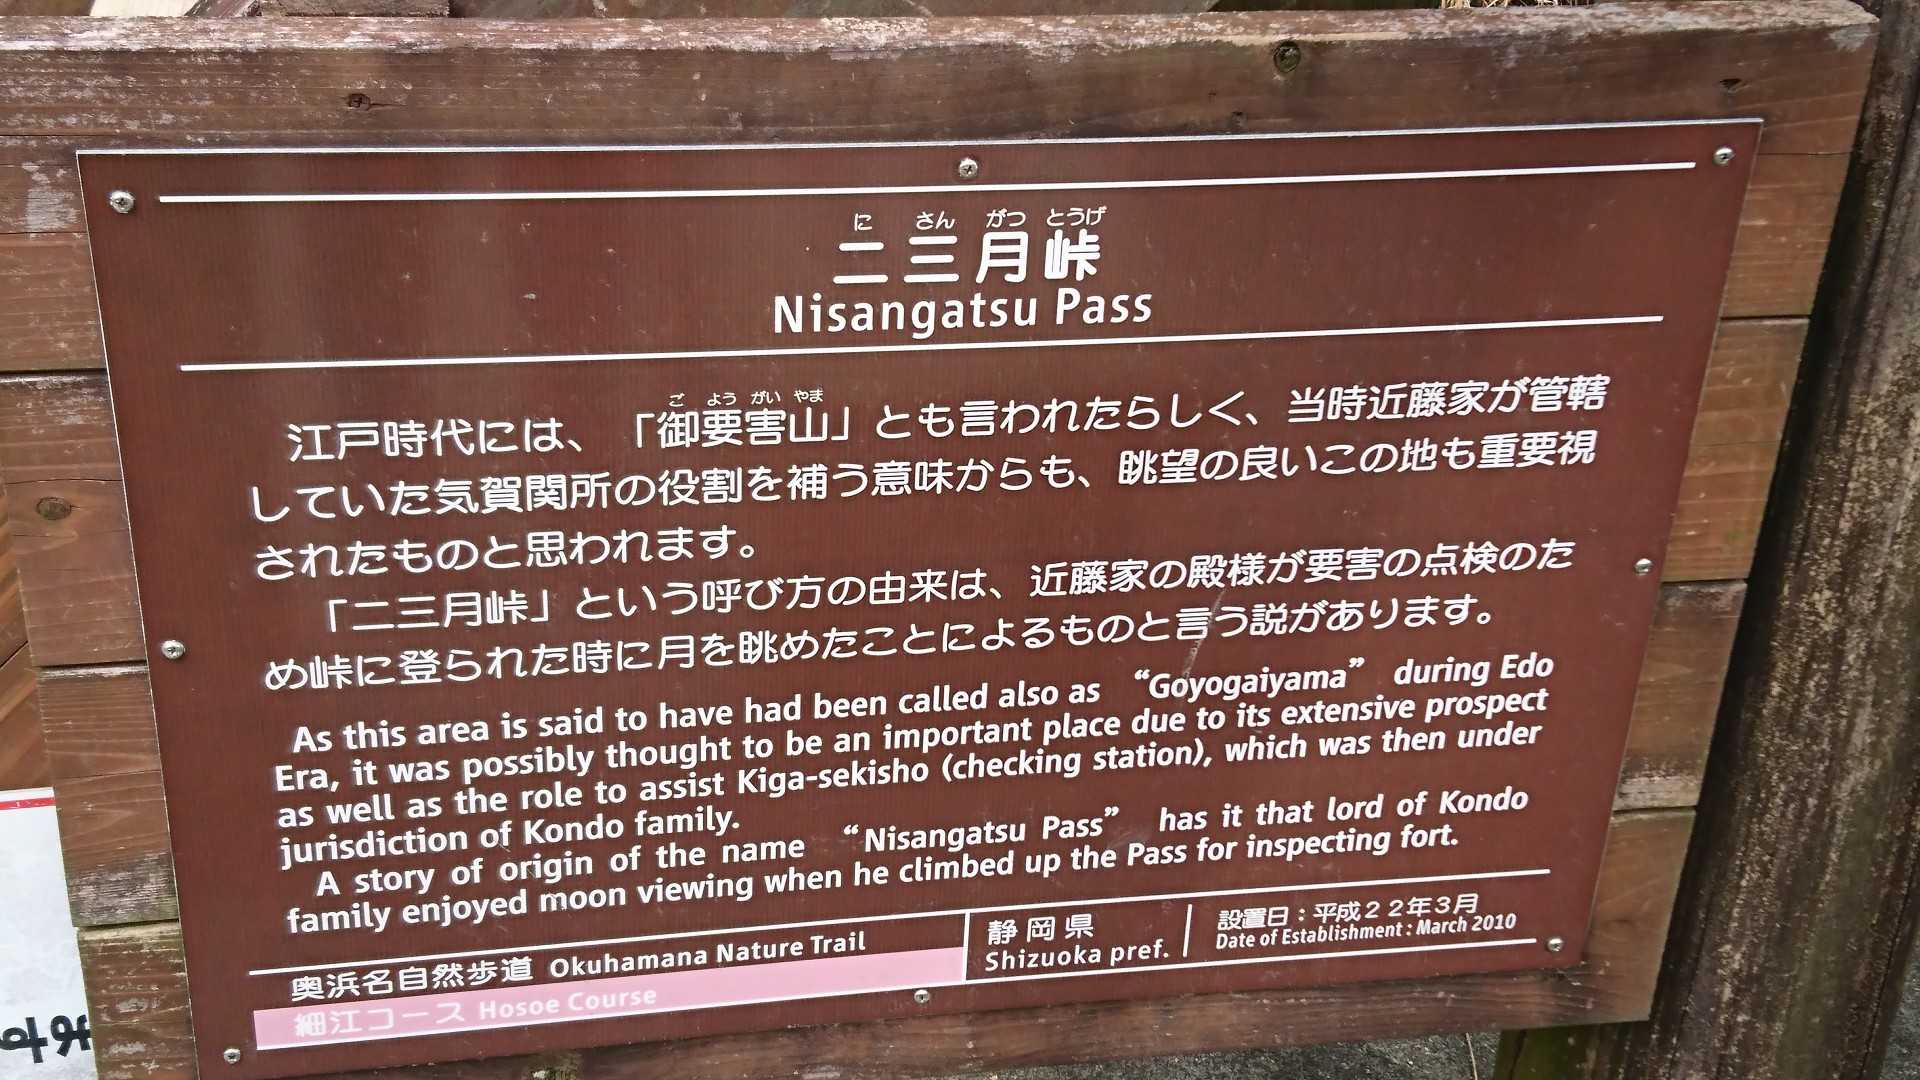 に さん がつ とうげ
二三月峠
Nisangatsu Pass
ご よう がい やま
江戸時代には、「御要害山」とも言われたらしく、当時近藤家が管轄
していた気賀関所の役割を補う意味からも、眺望の良いこの地も重要視
されたものと思われます。
「二三月峠」という呼び方の由来は、近藤家の殿様が要害の点検のた
め峠に登られた時に月を眺めたことによるものと言う説があります。
As this area is said to have had been called also as “Goyogaiyama” during Edo
Era, it was possibly thought to be an important place due to its extensive prospect
as well as the role to assist Kiga-sekisho (checking station), which was then under
jurisdiction of Kondo family.
A story of origin of the name “Nisangatsu Pass” has it that lord of Kondo
family enjoyed moon viewing when he climbed up the Pass for inspecting fort.
奥浜名自然歩道 Okuhamana Nature Trail
細江コース Hosoe Course
静岡県
Shizuoka pref.
設置日：平成２２年３月
Date of Establishment : March 2010